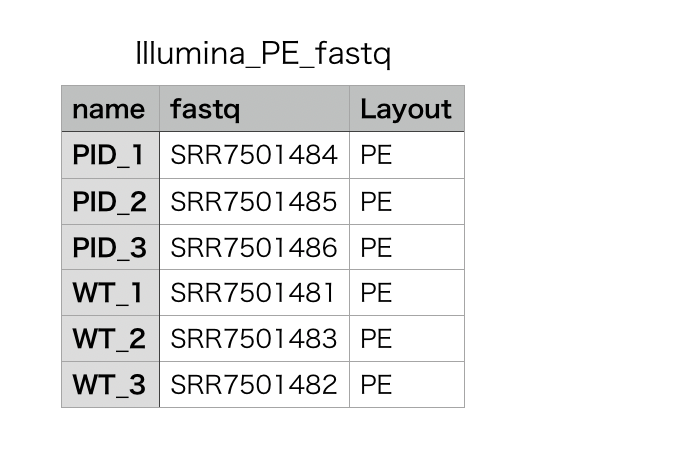 Illumina_PE_fastq
name fastq Layout
PID_1 SRR7501484 PE
PID_2 SRR7501485 PE
PID_3 SRR7501486 PE
WT_1 SRR7501481 PE
WT_2 SRR7501483 PE
WT_3 SRR7501482 PE